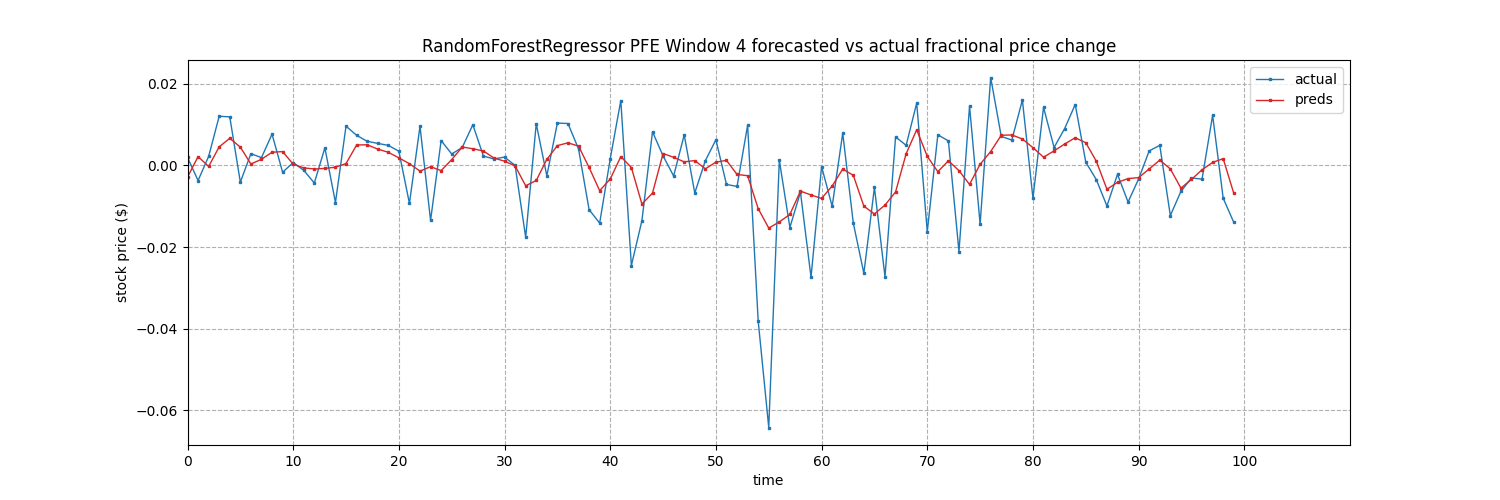 RandomForestRegressor PFE Window 4 forecasted vs actual fractional price change
actual
preds
0.02
0.00
−0.02
−0.04
−0.06
stock price ($)
0 10 20 30 40 50 60 70 80 90 100
time